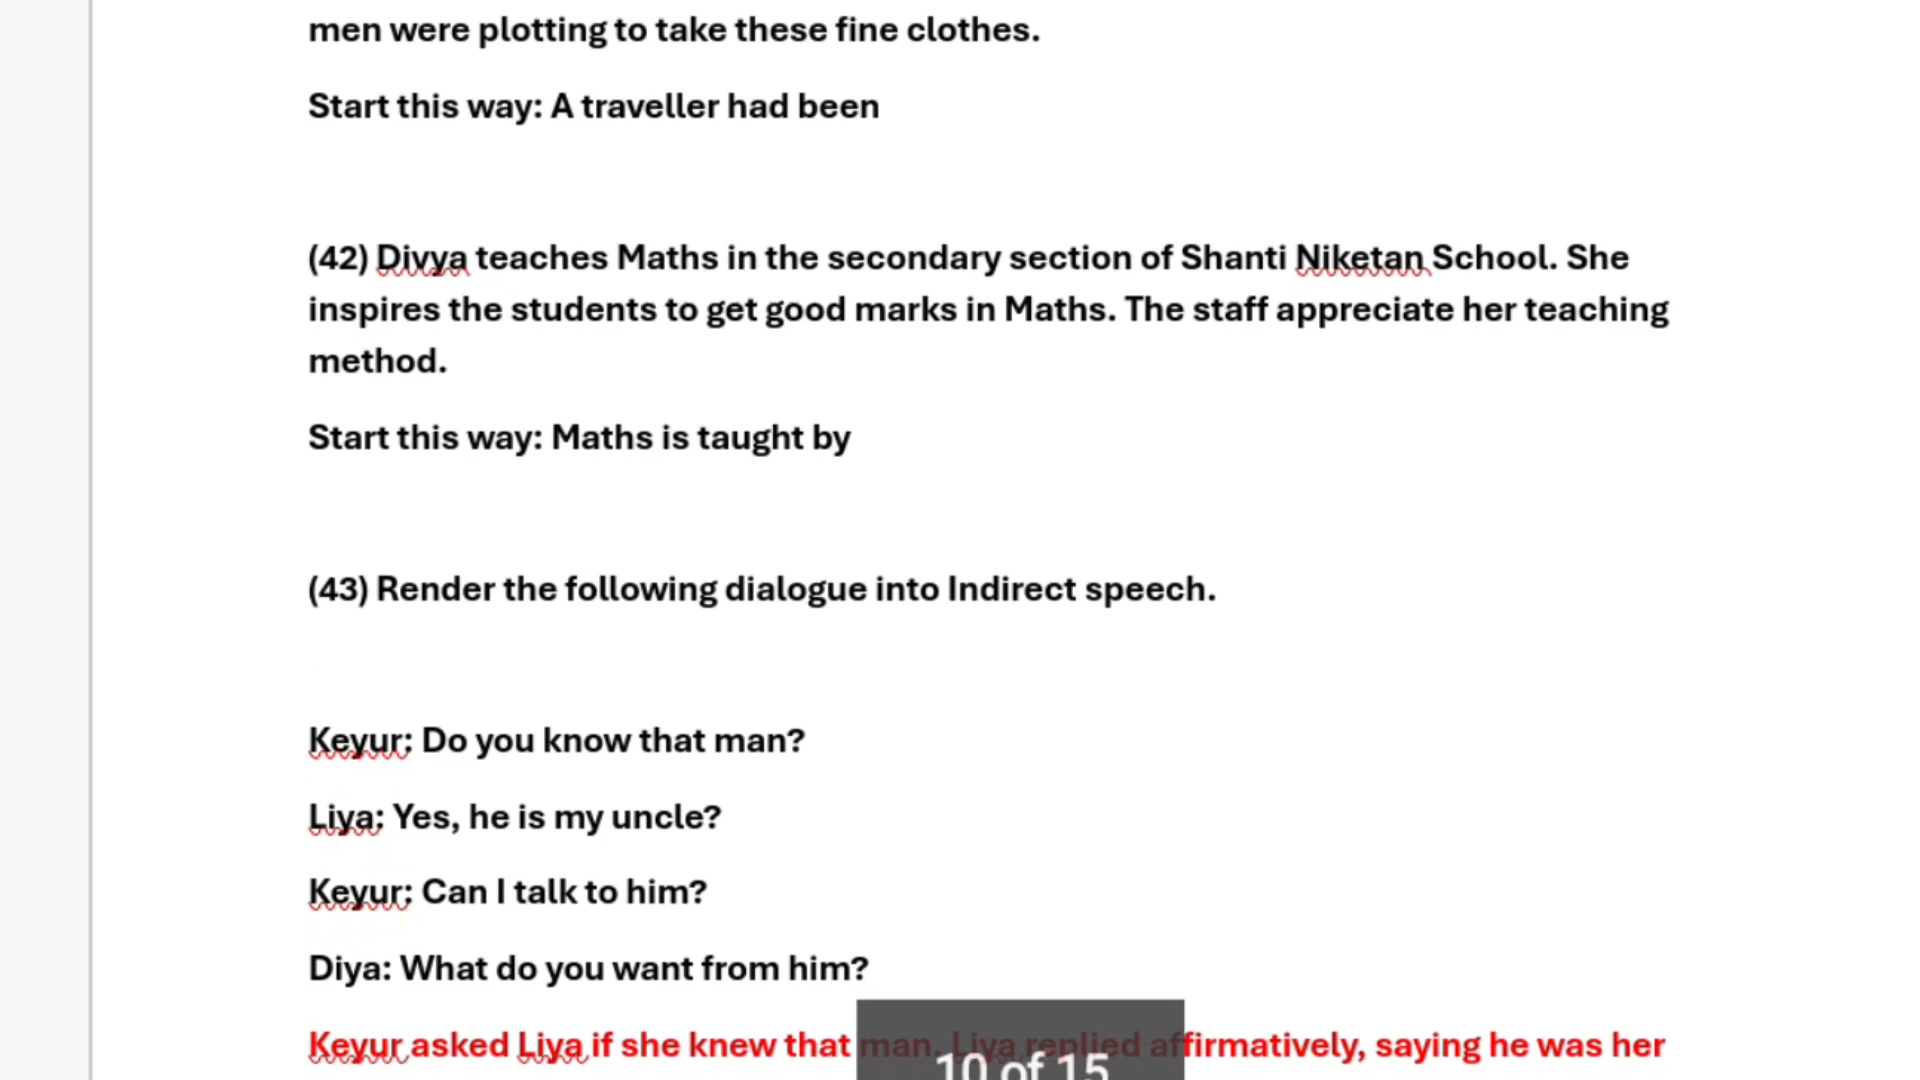 men were plotting to take these fine clothes.
Start this way: A traveller had been
(42) Divya teaches Maths in the secondary section of Shanti Niketan School. She
inspires the students to get good marks in Maths. The staff appreciate her teaching
method.
Start this way: Maths is taught by
(43) Render the following dialogue into Indirect speech.
Keyur: Do you know that man?
Liya: Yes, he is my uncle?
Keyur: Can I talk to him?
Diya: What do you want from him?
Keyur asked Liya if she knew that man. Liya replied affirmatively, saying he was her
10 of 15